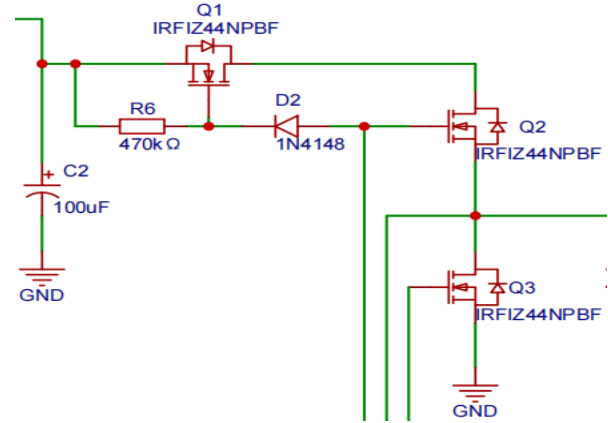 Q1
IRFIZ44NPBF
R6
470kΩ
D2
1N4148
Q2
IRFIZ44NPBF
+
C2
100uF
GND
Q3
IRFIZ44NPBF
GND